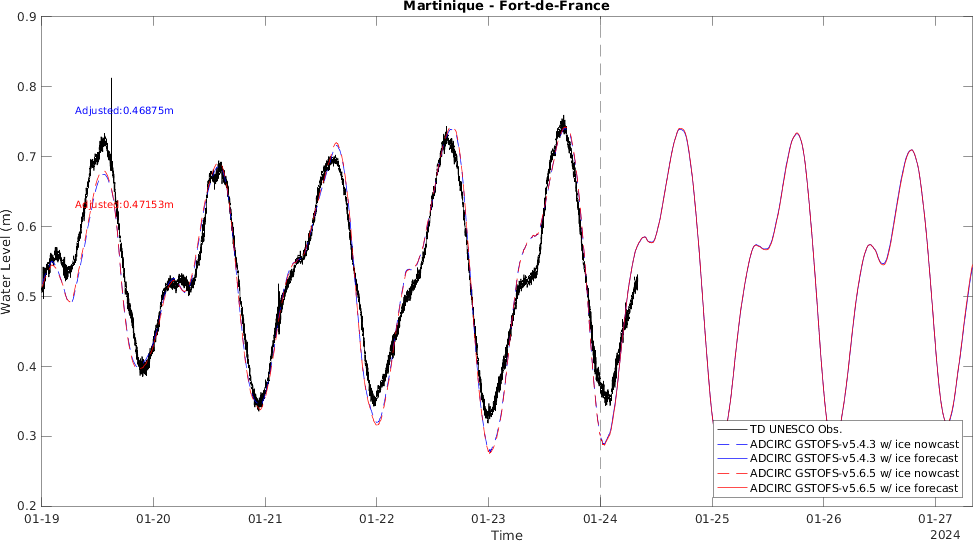 Martinique - Fort-de-France
0.9
0.8
0.7
0.6
0.5
0.4
0.3
0.2
Water Level (m)
Adjusted:0.46875m
Adjusted:0.47153m
TD UNESCO Obs.
ADCIRC GSTOFS-v5.4.3 w/ ice nowcast
ADCIRC GSTOFS-v5.4.3 w/ ice forecast
ADCIRC GSTOFS-v5.6.5 w/ ice nowcast
ADCIRC GSTOFS-v5.6.5 w/ ice forecast
01-19 01-20 01-21 01-22 01-23 01-24 01-25 01-26 01-27
Time
2024